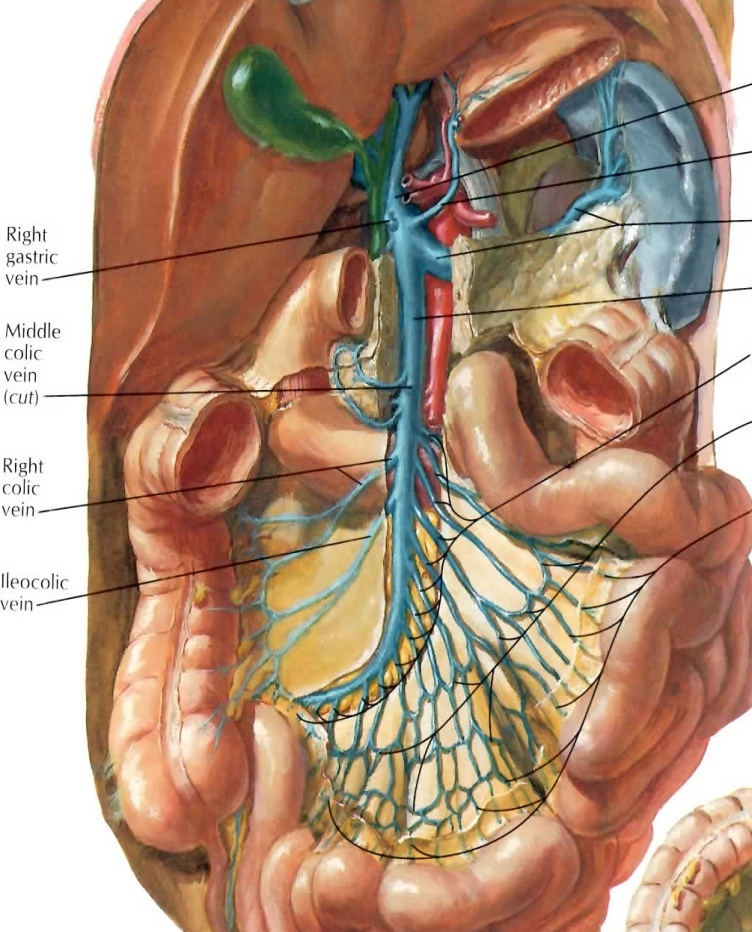 Right
gastric
vein
Middle
colic
vein
(cut)
Right
colic
vein
Ileocolic
vein